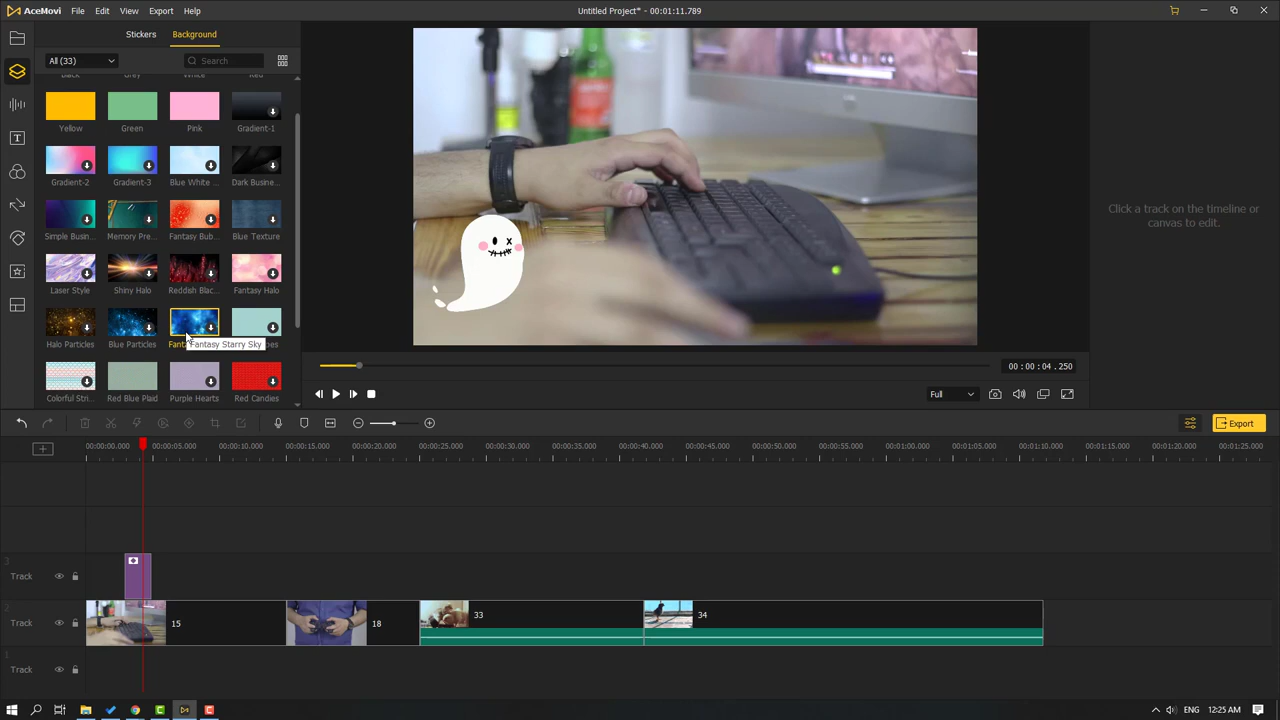 AceMovi File Edit View Export Help Untitled Project* - 00:01:11.789
Stickers Background
All (33) Search
Yellow Green Pink Gradient-1
Gradient-2 Gradient-3 Blue White ... Dark Busine...
Simple Busin... Memory Pre... Fantasy Bub... Blue Texture
Laser Style Shiny Halo Reddish Blac... Fantasy Halo
Halo Particles Blue Particles Fanta Fantasy Starry Sky
Colorful Stri... Red Blue Plaid Purple Hearts Red Candies
Click a track on the timeline or
canvas to edit.
00 : 00 : 04 .250
Full
Export
00:00:00.000 00:00:05.000 00:00:10.000 00:00:15.000 00:00:20.000 00:00:25.000 00:00:30.000 00:00:35.000 00:00:40.000 00:00:45.000 00:00:50.000 00:00:55.000 00:01:00.000 00:01:05.000 00:01:10.000 00:01:15.000 00:01:20.000 00:01:25.000
3
Track
2
Track 15 18 33 34
1
Track
ENG 12:25 AM